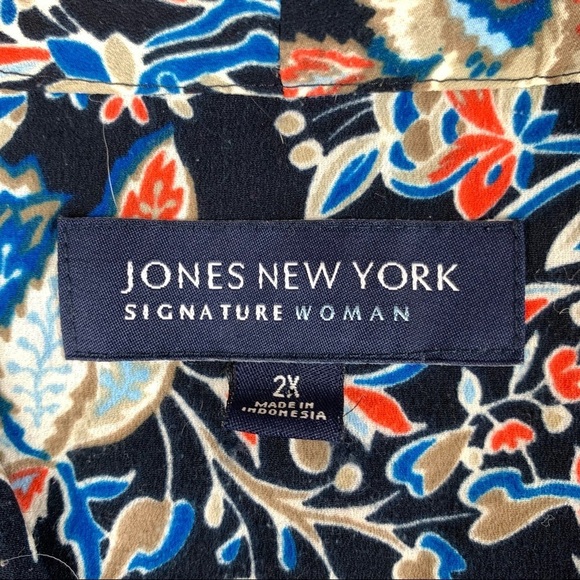 JONES NEW YORK
SIGNATURE WOMAN
2X
MADE IN
INDONESIA